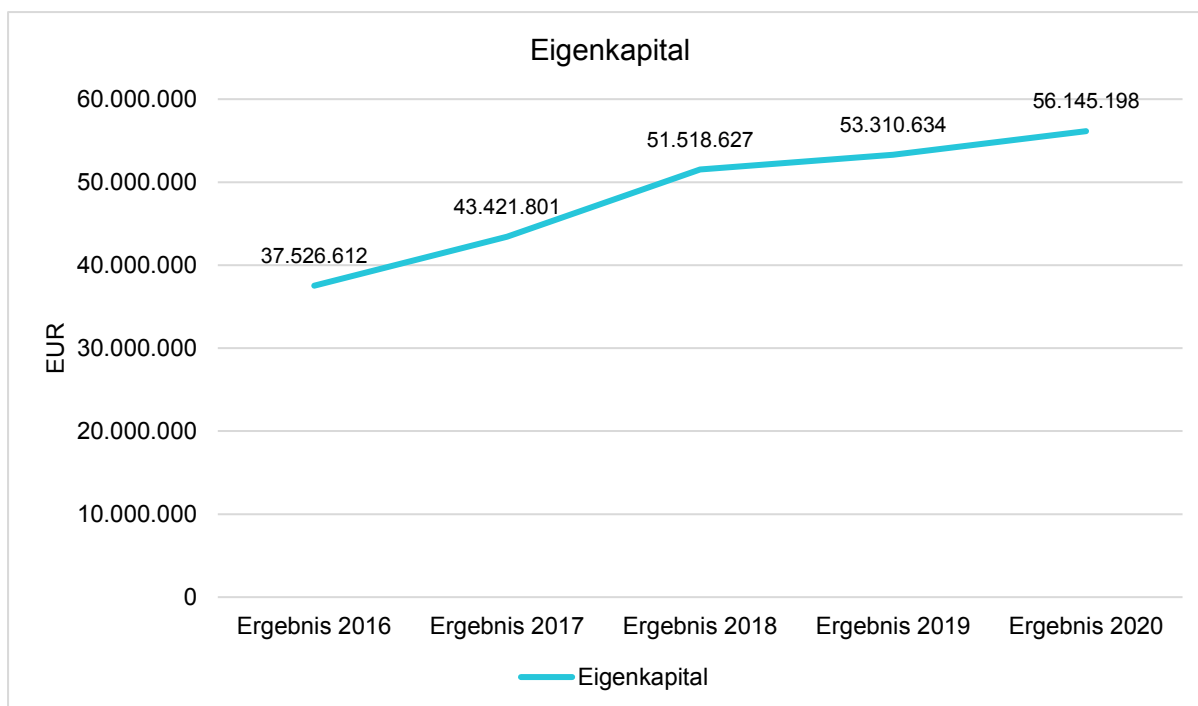 Eigenkapital
60.000.000
50.000.000
40.000.000
30.000.000
20.000.000
10.000.000
0
EUR
37.526.612
43.421.801
51.518.627
53.310.634
56.145.198
Ergebnis 2016
Ergebnis 2017
Ergebnis 2018
Ergebnis 2019
Ergebnis 2020
Eigenkapital